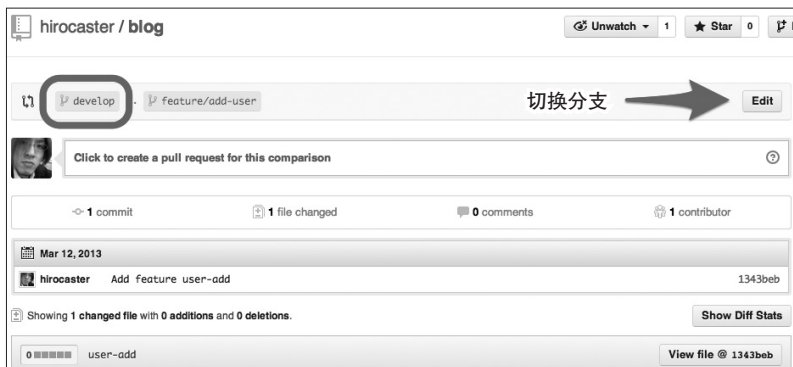 hirocaster / blog
Unwatch 1 Star 0
develop . feature/add-user 切换分支 Edit
Click to create a pull request for this comparison ?
1 commit 1 file changed 0 comments 1 contributor
Mar 12, 2013
hirocaster Add feature user-add 1343beb
Showing 1 changed file with 0 additions and 0 deletions. Show Diff Stats
0 user-add View file @ 1343beb